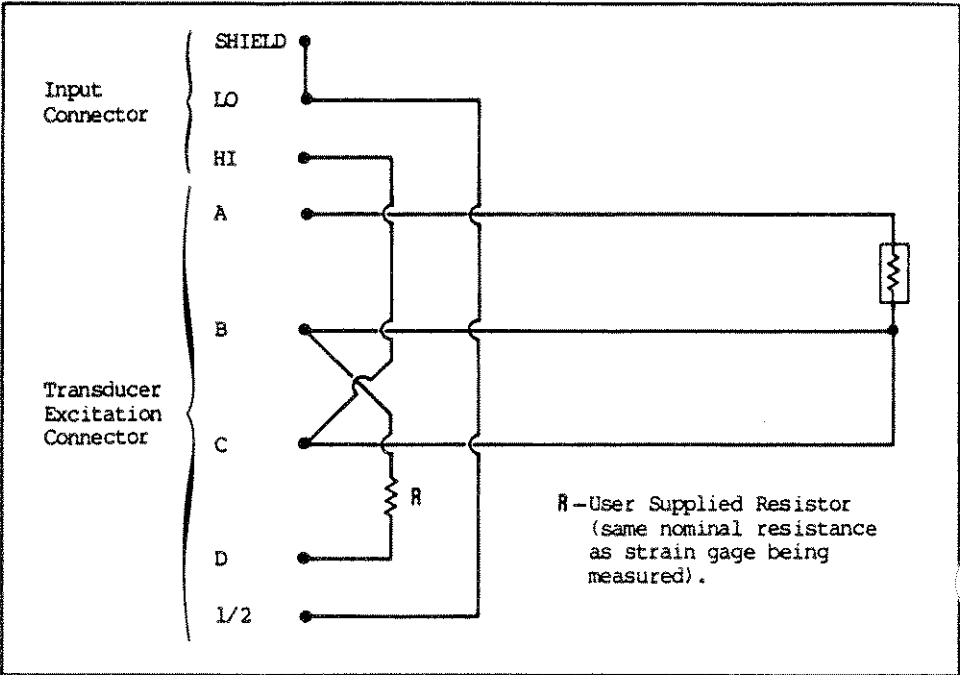 SHIELD
Input
Connector
LO
HI
A
B
Transducer
Excitation
Connector
C
R
D
1/2
R-User Supplied Resistor
(same nominal resistance
as strain gage being
measured).